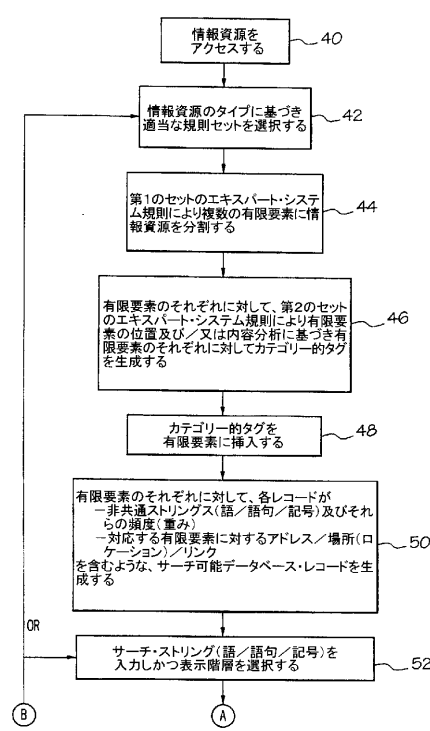 情報資源を
アクセスする
40
情報資源のタイプに基づき
適当な規則セットを選択する
42
第1のセットのエキスパート・システ
ム規則により複数の有限要素に情
報資源を分割する
44
有限要素のそれぞれに対して、第2のセット
のエキスパート・システム規則により有限要
素の位置及び／又は内容分析に基づき有
限要素のそれぞれに対してカテゴリー的タグ
を生成する
46
カテゴリー的タグを
有限要素に挿入する
48
有限要素のそれぞれに対して、各レコードが
－非共通ストリングス(語／語句／記号)及びそれ
らの頻度(重み)
－対応する有限要素に対するアドレス／場所(ロ
ケーション)／リンク
を含むような、サーチ可能データベース・レコードを生
成する
50
OR
サーチ・ストリング(語／語句／記号)を
入力しかつ表示階層を選択する
52
B
A